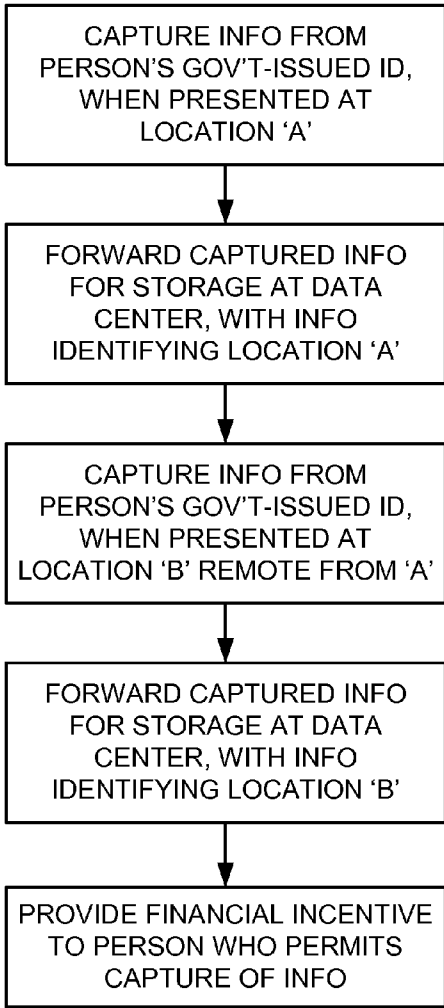 CAPTURE INFO FROM
PERSON'S GOV'T-ISSUED ID,
WHEN PRESENTED AT
LOCATION 'A'
FORWARD CAPTURED INFO
FOR STORAGE AT DATA
CENTER, WITH INFO
IDENTIFYING LOCATION 'A'
CAPTURE INFO FROM
PERSON'S GOV'T-ISSUED ID,
WHEN PRESENTED AT
LOCATION 'B' REMOTE FROM 'A'
FORWARD CAPTURED INFO
FOR STORAGE AT DATA
CENTER, WITH INFO
IDENTIFYING LOCATION 'B'
PROVIDE FINANCIAL INCENTIVE
TO PERSON WHO PERMITS
CAPTURE OF INFO